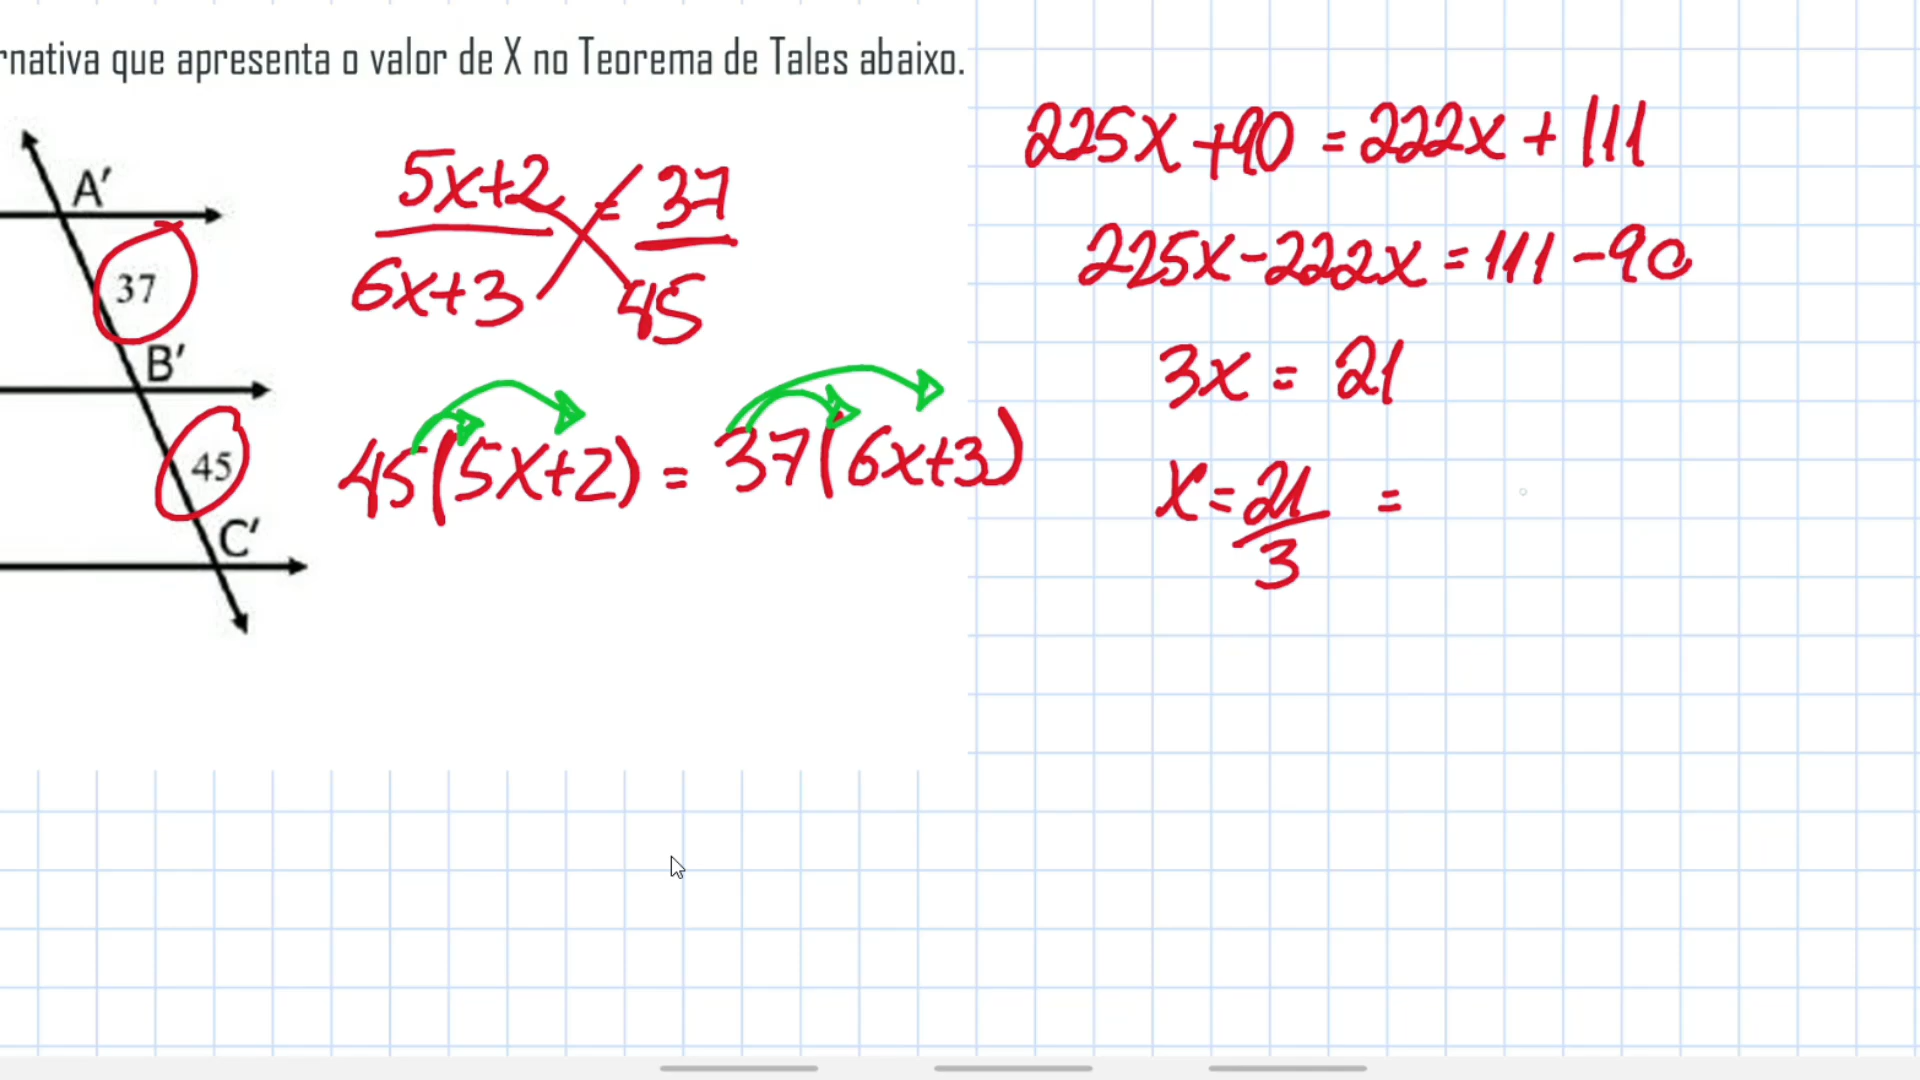 que apresenta o valor de X no Teorema de Tales abaixo.
A'
37
B'
45
C'
5x+2 = 37
6x+3 45
45(5x+2) = 37(6x+3)
225x+90 = 222x + 111
225x-222x = 111-90
3x = 21
x = 21 =
3